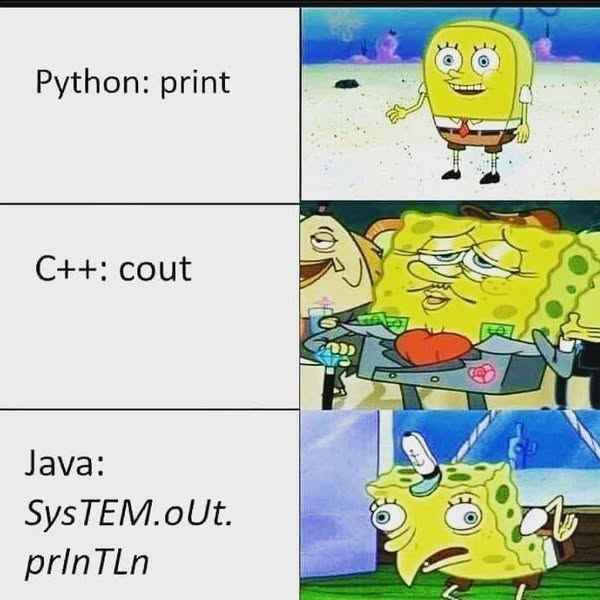 Python: print
C++: cout
Java:
SysTEM.oUt.
prInTLn